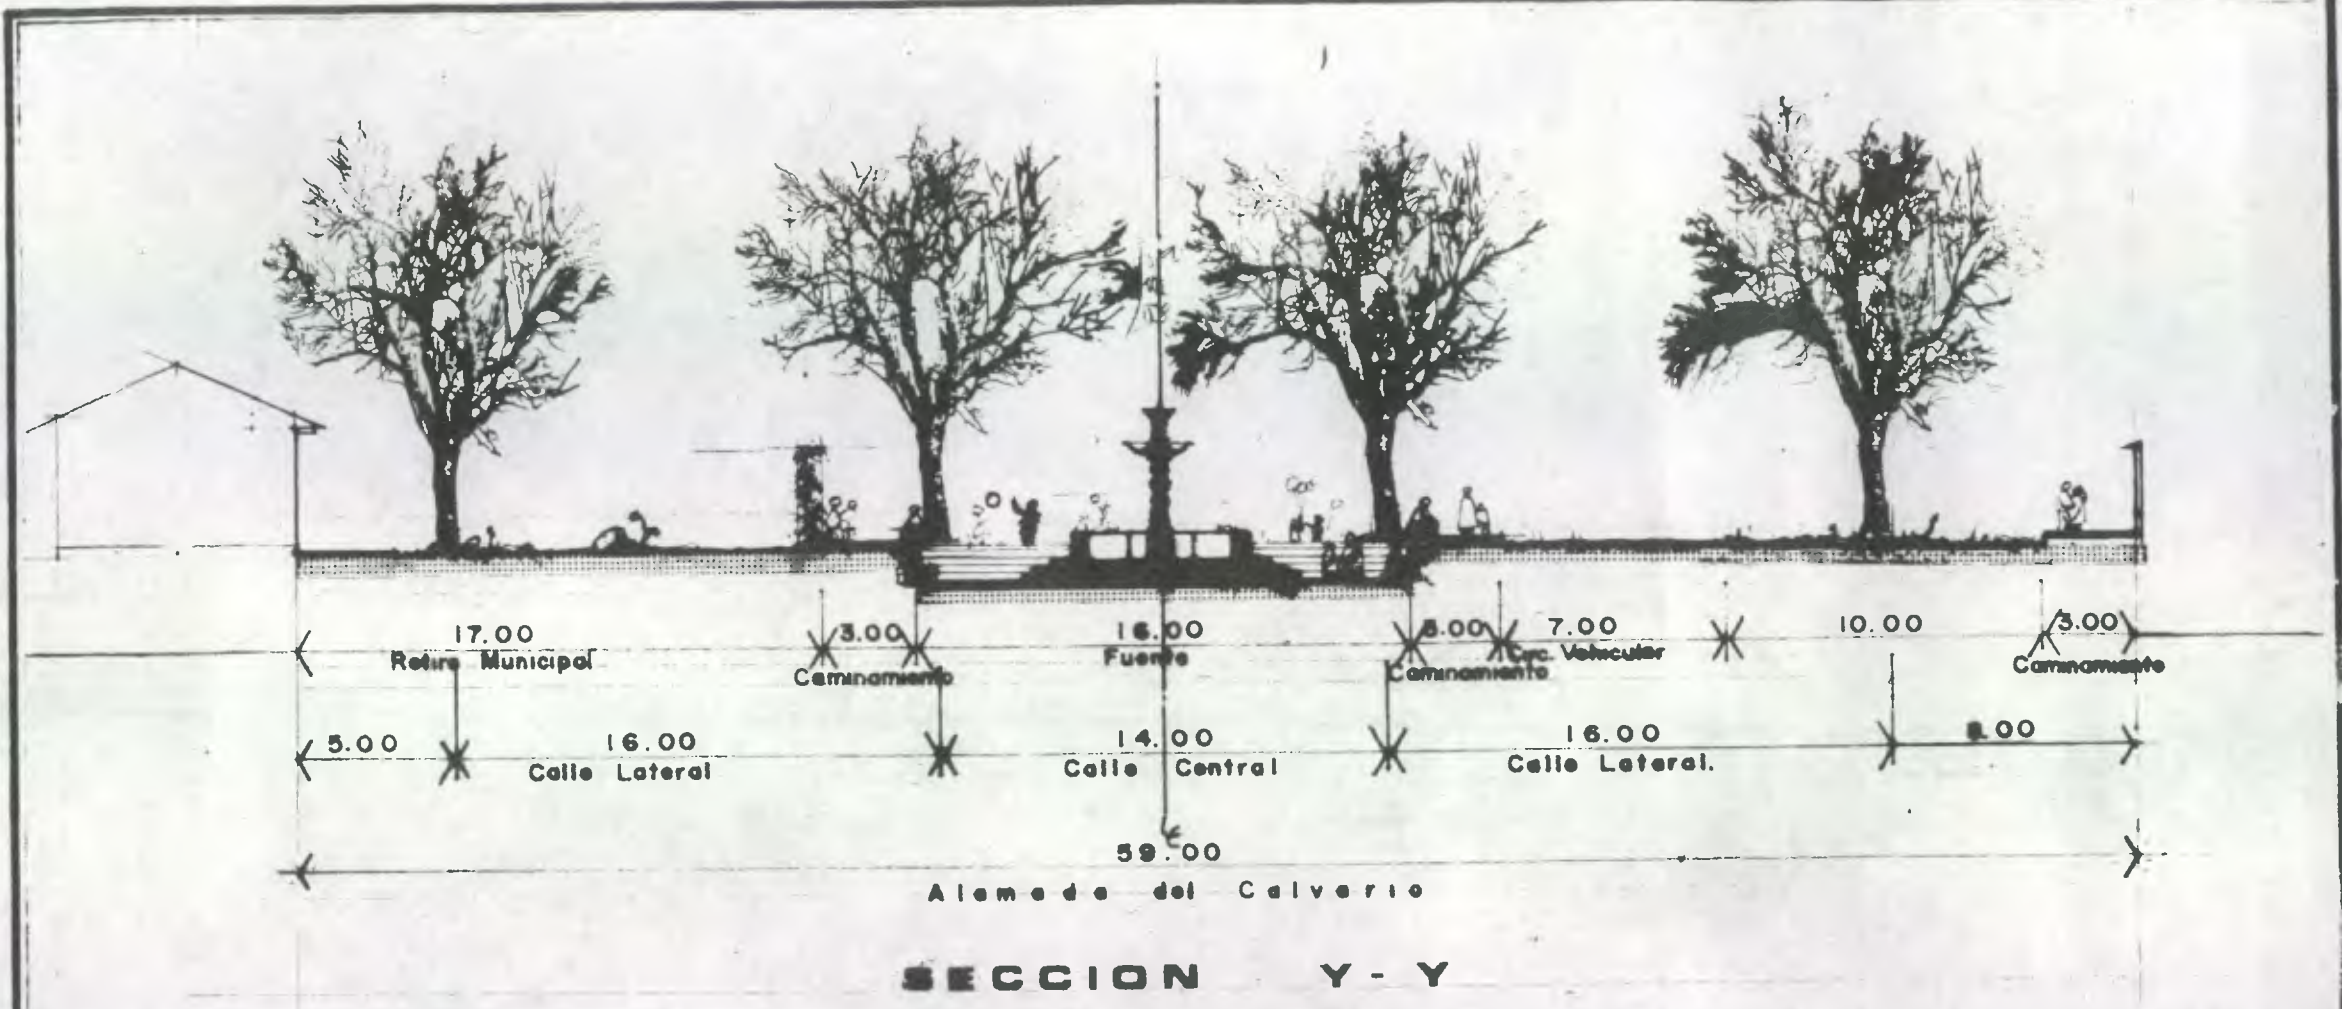 17.00 3.00 16.00 3.00 7.00 10.00 3.00
Retiro Municipal Caminamiento Fuente Caminamiento Circ. Vehicular Caminamiento
5.00 16.00 14.00 16.00 8.00
Calle Lateral Calle Central Calle Lateral.
59.00
Alameda del Calvario
SECCION Y-Y